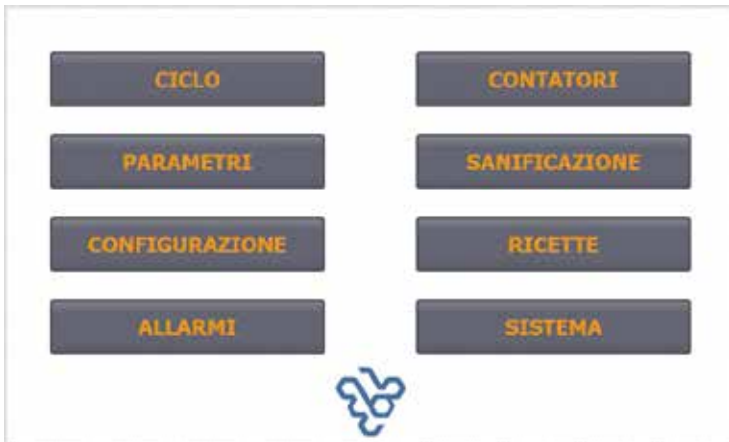 CICLO
CONTATORI
PARAMETRI
SANIFICAZIONE
CONFIGURAZIONE
RICETTE
ALLARMI
SISTEMA